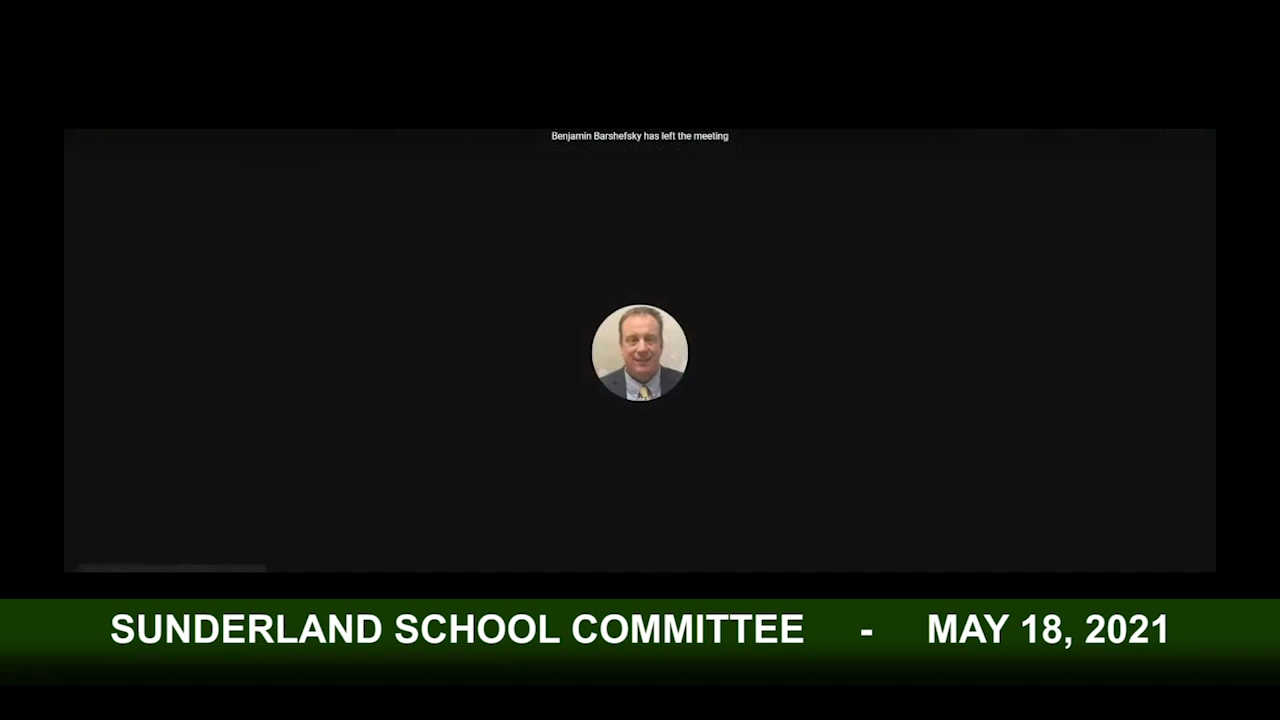 Benjamin Barshefsky has left the meeting
SUNDERLAND SCHOOL COMMITTEE - MAY 18, 2021